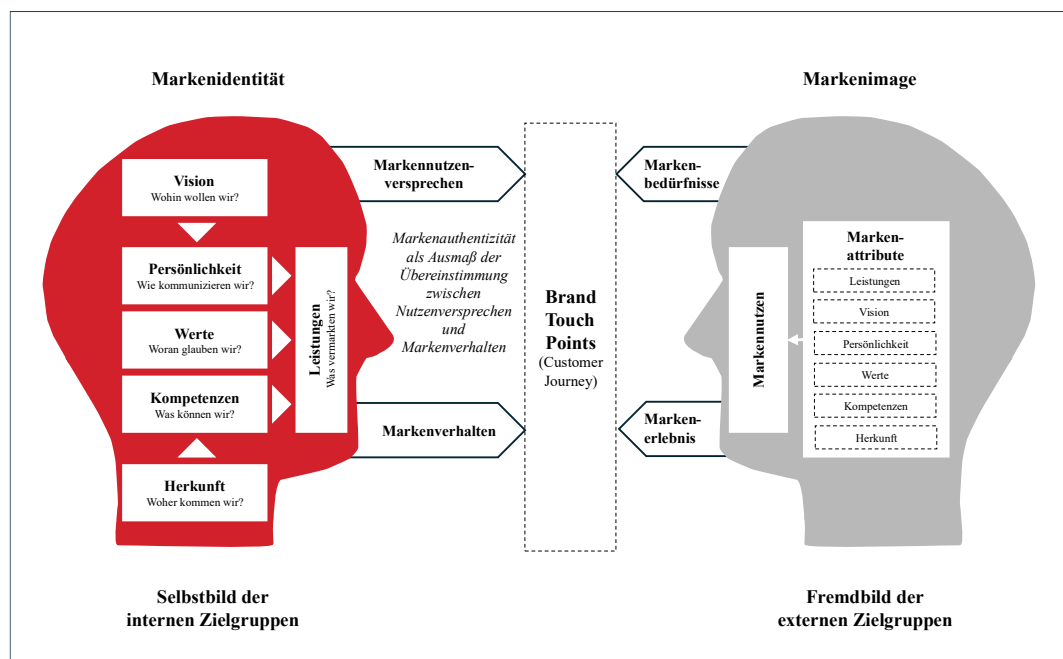 Markenidentität
Markenimage
Vision
Wohin wollen wir?
Persönlichkeit
Wie kommunizieren wir?
Werte
Woran glauben wir?
Kompetenzen
Was können wir?
Herkunft
Woher kommen wir?
Leistungen
Was vermarkten wir?
Markennutzen-
versprechen
Markenauthentizität
als Ausmaß der
Übereinstimmung
zwischen
Nutzenversprechen
und
Markenverhalten
Markenverhalten
Brand
Touch
Points
(Customer
Journey)
Marken-
bedürfnisse
Marken-
erlebnis
Markennutzen
Marken-
attribute
Leistungen
Vision
Persönlichkeit
Werte
Kompetenzen
Herkunft
Selbstbild der
internen Zielgruppen
Fremdbild der
externen Zielgruppen